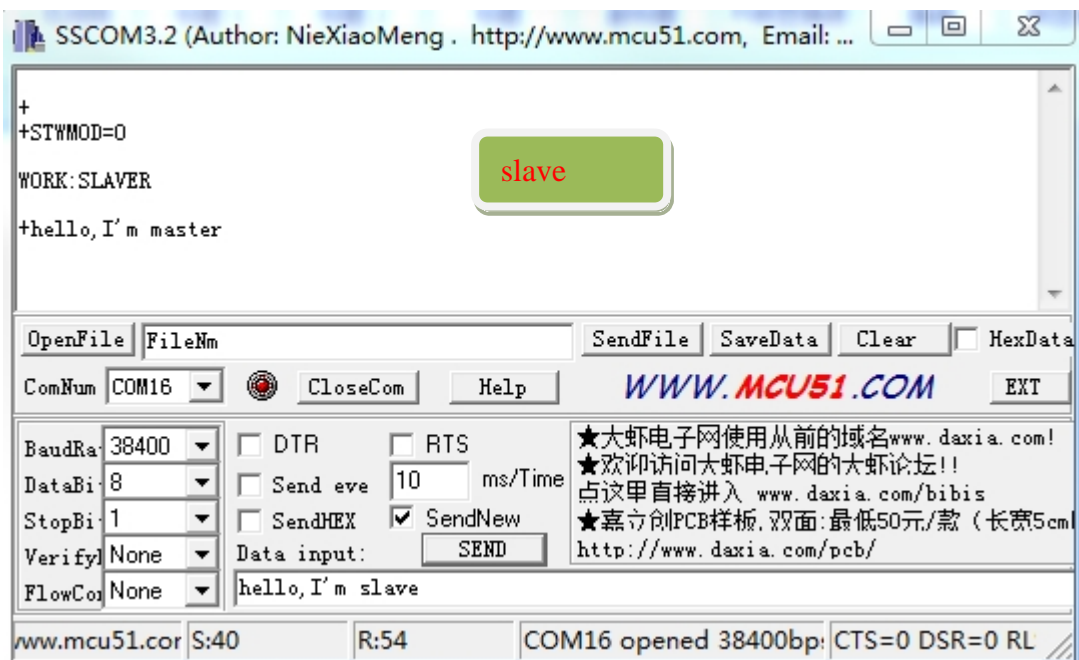 SSCOM3.2 (Author: NieXiaoMeng . http://www.mcu51.com, Email: ...
+
+STWMOD=0
slave
WORK:SLAVER
+hello,I'm master
OpenFile FileNm SendFile SaveData Clear HexData
ComNum COM16 CloseCom Help WWW.MCU51.COM EXT
BaudRa 38400 DTR RTS ★大虾电子网使用从前的域名www.daxia.com!
DataBi 8 Send eve 10 ms/Time ★欢迎访问大虾电子网的大虾论坛!!
点这里直接进入 www.daxia.com/bibis
StopBi 1 SendHEX SendNew ★嘉立创PCB样板,双面:最低50元/款（长宽5cm
Verify None Data input: SEND http://www.daxia.com/pcb/
FlowCo None hello,I'm slave
www.mcu51.cor S:40 R:54 COM16 opened 38400bp CTS=0 DSR=0 RL